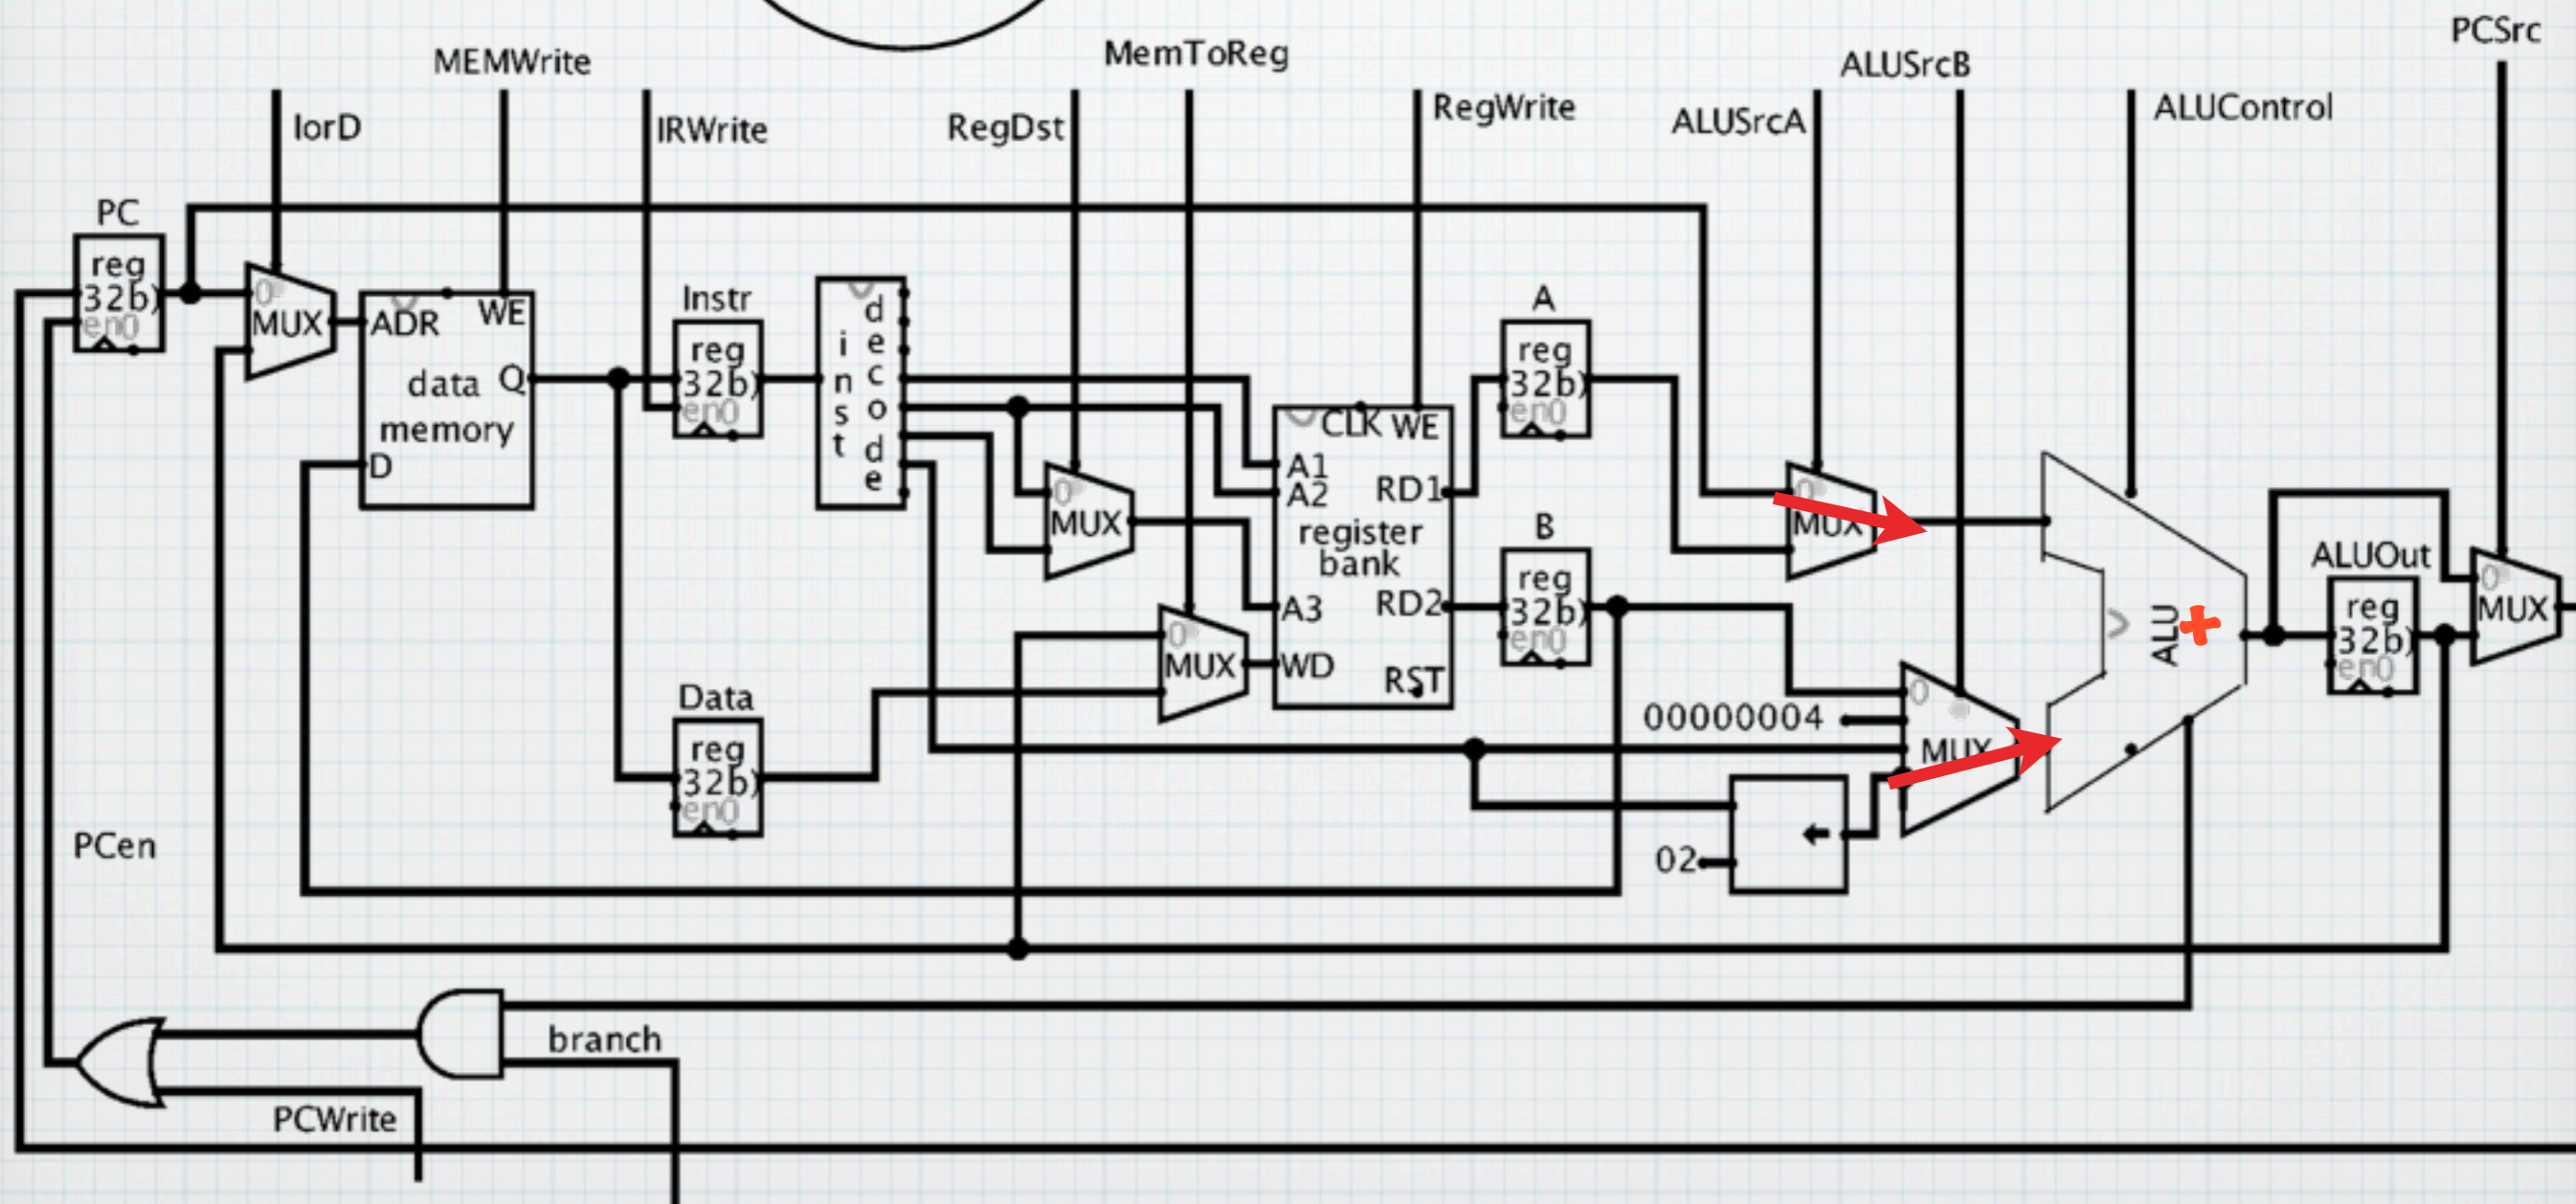 PCSrc
MemToReg
MEMWrite
ALUSrcB
RegWrite
ALUControl
IorD
IRWrite
RegDst
ALUSrcA
PC
reg
32b)
en0
0
MUX
ADR
WE
data
memory
Q
D
Instr
reg
32b)
en0
inst
decode
0
MUX
0
MUX
CLK WE
A1
A2
RD1
register
bank
A3
RD2
WD
RST
A
reg
32b)
en0
B
reg
32b)
en0
0
MUX
ALU
ALUOut
reg
32b)
en0
0
MUX
0
00000004
MUX
02
Data
reg
32b)
en0
PCen
branch
PCWrite